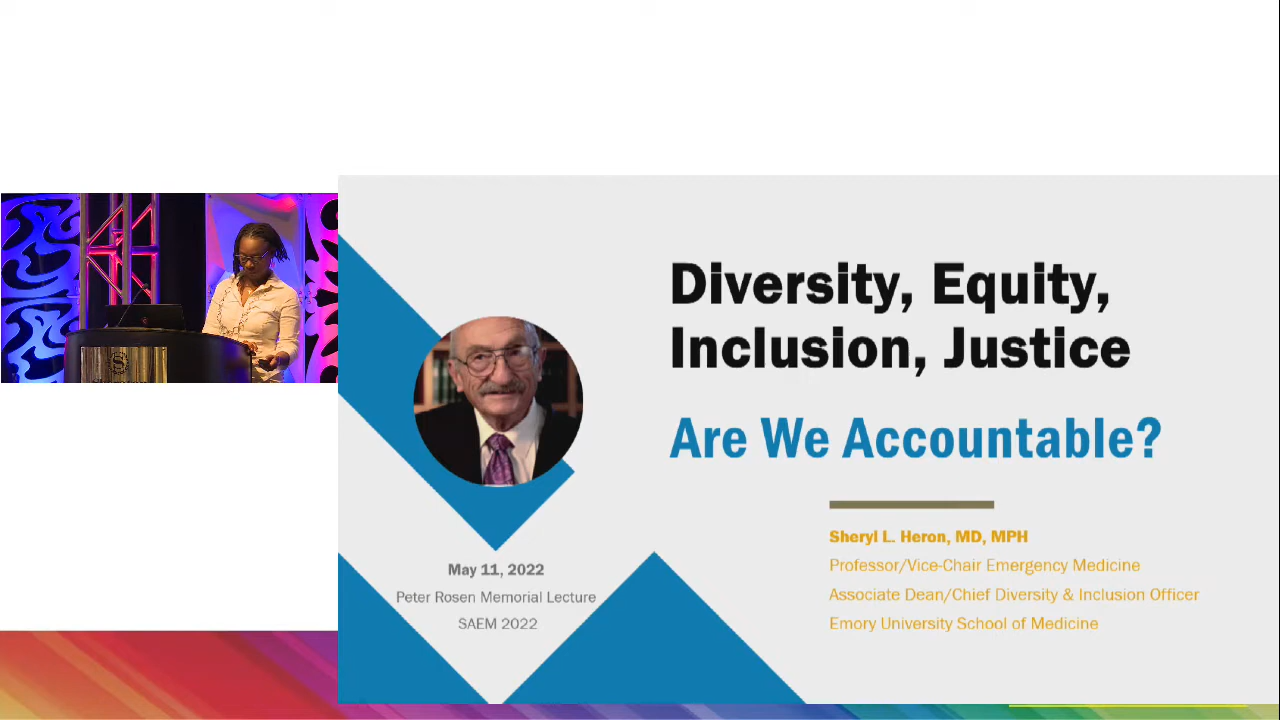 Diversity, Equity,
Inclusion, Justice
Are We Accountable?
Sheryl L. Heron, MD, MPH
Professor/Vice-Chair Emergency Medicine
Associate Dean/Chief Diversity & Inclusion Officer
Emory University School of Medicine
May 11, 2022
Peter Rosen Memorial Lecture
SAEM 2022